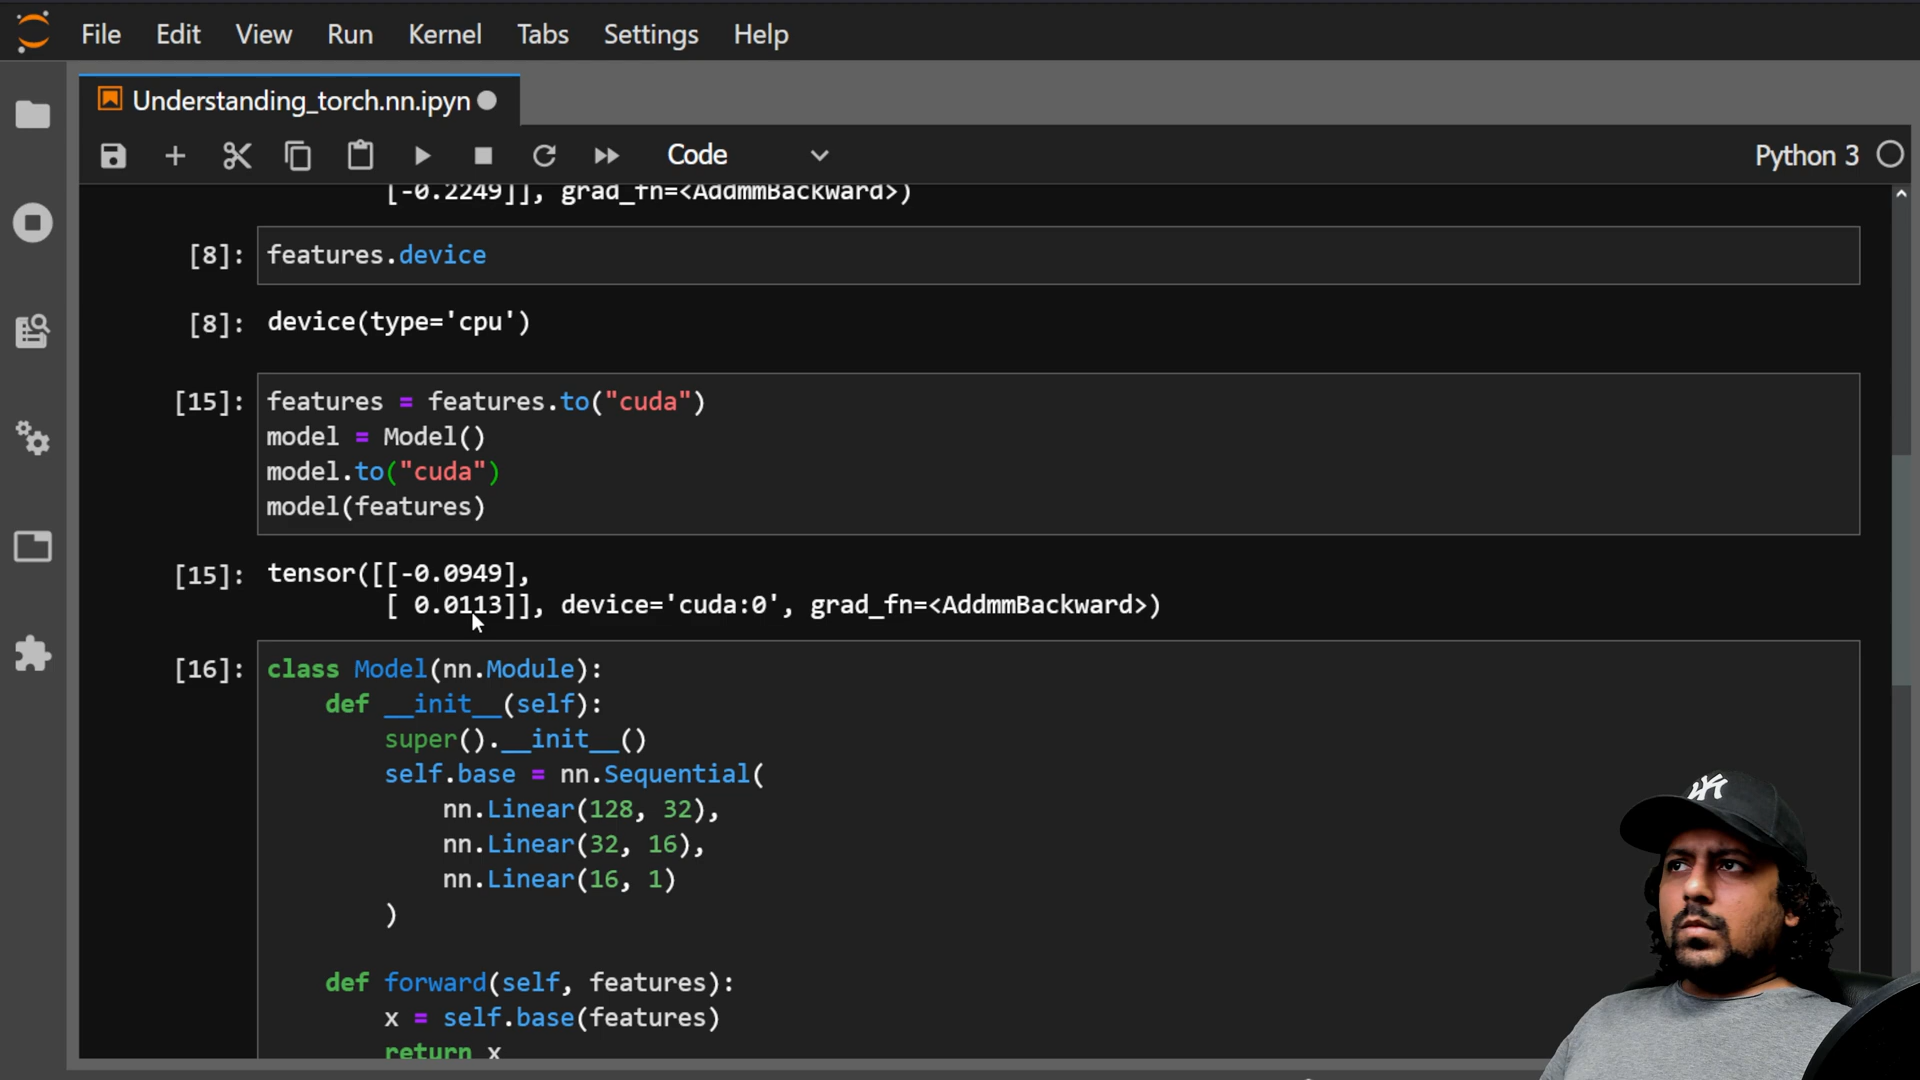 File Edit View Run Kernel Tabs Settings Help
Understanding_torch.nn.ipyn
Code
Python 3
[-0.2249]], grad_fn=<AddmmBackward>)
[8]: features.device
[8]: device(type='cpu')
[15]: features = features.to("cuda")
model = Model()
model.to("cuda")
model(features)
[15]: tensor([[-0.0949],
[ 0.0113]], device='cuda:0', grad_fn=<AddmmBackward>)
[16]: class Model(nn.Module):
def __init__(self):
super().__init__()
self.base = nn.Sequential(
nn.Linear(128, 32),
nn.Linear(32, 16),
nn.Linear(16, 1)
)
def forward(self, features):
x = self.base(features)
return x